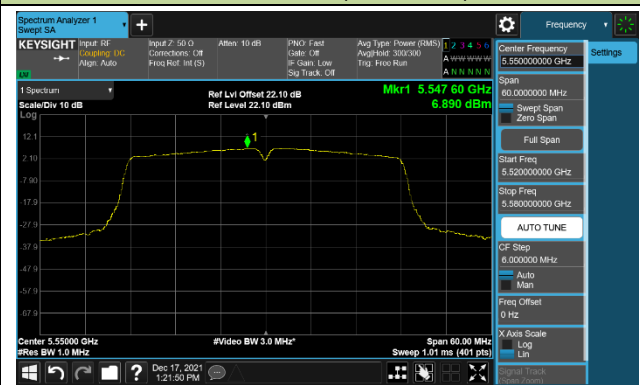 Spectrum Analyzer 1
Swept SA
Frequency
KEYSIGHT
Input: RF
Coupling: DC
Align: Auto
Input Z: 50 Ω
Corrections: Off
Freq Ref: Int (S)
Atten: 10 dB
PNO: Fast
Gate: Off
IF Gain: Low
Sig Track: Off
Avg Type: Power (RMS)
Avg|Hold: 300/300
Trig: Free Run
1 2 3 4 5 6
A W W W W W
A N N N N N
LM
Center Frequency
5.550000000 GHz
Settings
Span
60.0000000 MHz
Swept Span
Zero Span
Full Span
Start Freq
5.520000000 GHz
Stop Freq
5.580000000 GHz
AUTO TUNE
CF Step
6.000000 MHz
Auto
Man
Freq Offset
0 Hz
X Axis Scale
Log
Lin
Signal Track
(Span Zoom)
1 Spectrum
Scale/Div 10 dB
Log
Ref Lvl Offset 22.10 dB
Ref Level 22.10 dBm
Mkr1 5.547 60 GHz
6.890 dBm
1
12.1
2.10
-7.90
-17.9
-27.9
-37.9
-47.9
-57.9
-67.9
Center 5.55000 GHz
#Res BW 1.0 MHz
#Video BW 3.0 MHz*
Span 60.00 MHz
Sweep 1.01 ms (401 pts)
Dec 17, 2021
1:21:50 PM